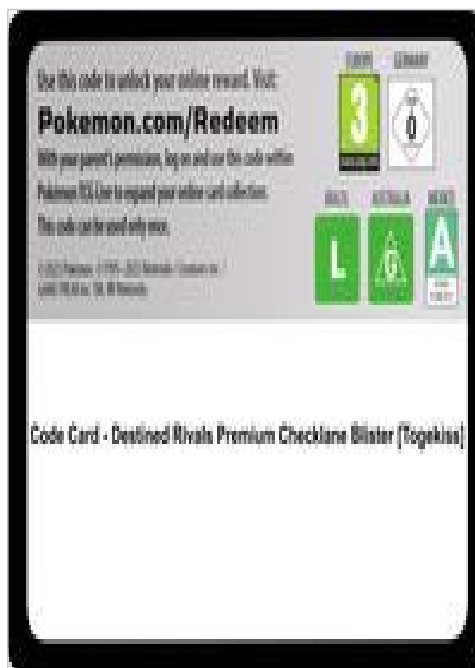 Use this code to unlock your online reward. Visit:
Pokemon.com/Redeem
With your parent's permission, log on and use this code within
Pokémon TCG Live to expand your online card collection.
This code can be used only once.
EUROPE GERMANY
3
0
BRAZIL AUSTRALIA MEXICO
L
G
A
Code Card - Destined Rivals Premium Checklane Blister [Togekiss]